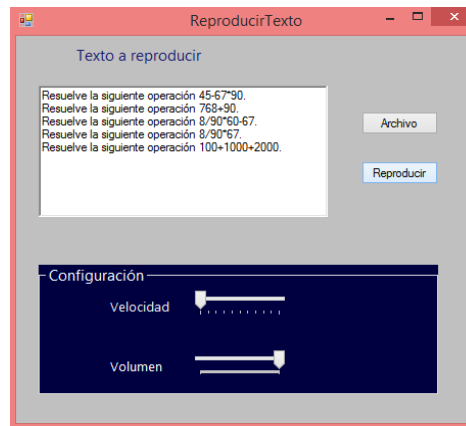 ReproducirTexto
Texto a reproducir
Resuelve la siguiente operación 45-67*90.
Resuelve la siguiente operación 768+90.
Resuelve la siguiente operación 8/90*60-67.
Resuelve la siguiente operación 8/90*67.
Resuelve la siguiente operación 100+1000+2000.
Archivo
Reproducir
Configuración
Velocidad
Volumen